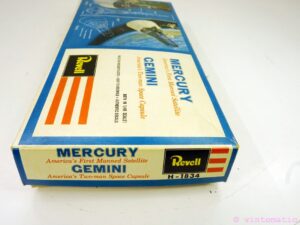 MERCURY
America's First Manned Satellite
GEMINI
America's Two-man Space Capsule
Revell
MERCURY
America's First Manned Satellite
GEMINI
America's Two-man Space Capsule
Revell
H-1834
© vintomatic